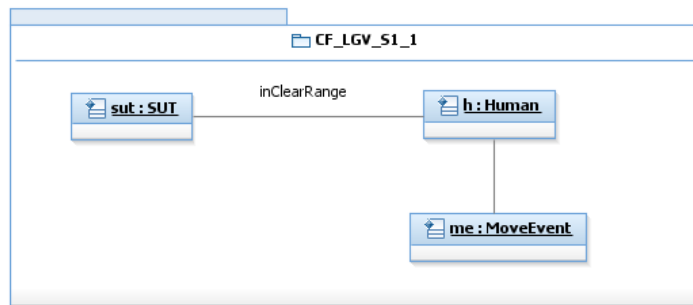 CF_LGV_S1_1
inClearRange
sut : SUT
h : Human
me : MoveEvent